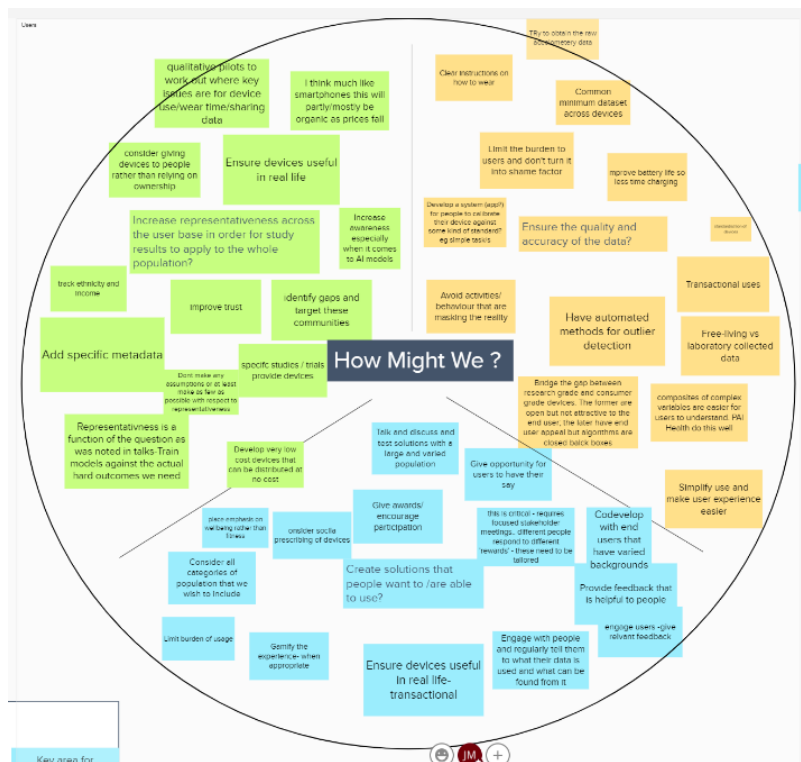 Users
qualitative pilots to
work out where key
issues are for device
use/wear time/sharing
data
I think much like
smartphones this will
partly/mostly be
organic as prices fall
consider giving
devices to people
rather than relying on
ownership
Ensure devices useful
in real life
Increase representativeness across
the user base in order for study
results to apply to the whole
population?
Increase
awareness
especially
when it comes
to AI models
track ethnicity and
income
improve trust
identify gaps and
target these
communities
Add specific metadata
specifc studies / trials
provide devices
Dont make any
assumptions or at least
make as few as
possible with respect to
representativeness
Representativness is a
function of the question as
was noted in talks-Train
models against the actual
hard outcomes we need
Develop very low
cost devices that
can be distributed at
no cost
TRy to obtain the raw
accelometery data
Clear instructions on
how to wear
Common
minimum dataset
across devices
Limit the burden to
users and don't turn it
into shame factor
mprove battery life so
less time charging
Develop a system (app?)
for people to calibrate
their device against
some kind of standard?
eg simple tasks
Ensure the quality and
accuracy of the data?
Transactional uses
Avoid activities/
behaviour that are
masking the reality
Have automated
methods for outlier
detection
Free-living vs
laboratory collected
data
Bridge the gap between
research grade and consumer
grade devices. The former are
open but not attractive to the
end user; the later have end
user appeal but algorithms are
closed balck boxes
composites of complex
variables are easier for
users to understand. PAI
Health do this well
Simplify use and
make user experience
easier
How Might We ?
Talk and discuss and
test solutions with a
large and varied
population
Give opportunity for
users to have their
say
Give awards/
encourage
participation
place emphasis on
wellbeing rather than
fitness
onsider soclia
prescribing of devices
this is critical - requires
focused stakeholder
meetings.. different people
respond to different
'rewards' - these need to be
tailored
Codevelop
with end
users that
have varied
backgrounds
Consider all
categories of
population that we
wish to include
Create solutions that
people want to /are able
to use?
Provide feedback that
is helpful to people
engage users -give
relvant feedback
Limit burden of usage
Gamify the
experience- when
appropriate
Ensure devices useful
in real life-
transactional
Engage with people
and regularly tell them
to what their data is
used and what can be
found from it
Key area for
JM
+